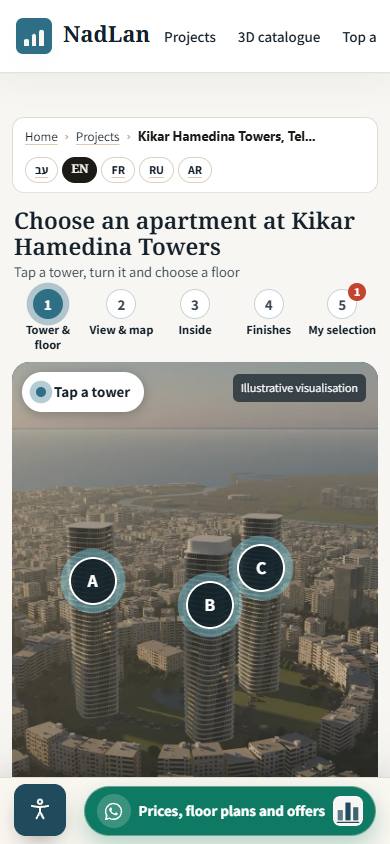 NadLan Projects 3D catalogue Top a
Home › Projects › Kikar Hamedina Towers, Tel...
עב EN FR RU AR
Choose an apartment at Kikar
Hamedina Towers
Tap a tower, turn it and choose a floor
1 2 3 4 5 1
Tower & floor
View & map
Inside
Finishes
My selection
Tap a tower
Illustrative visualisation
A
B
C
Prices, floor plans and offers